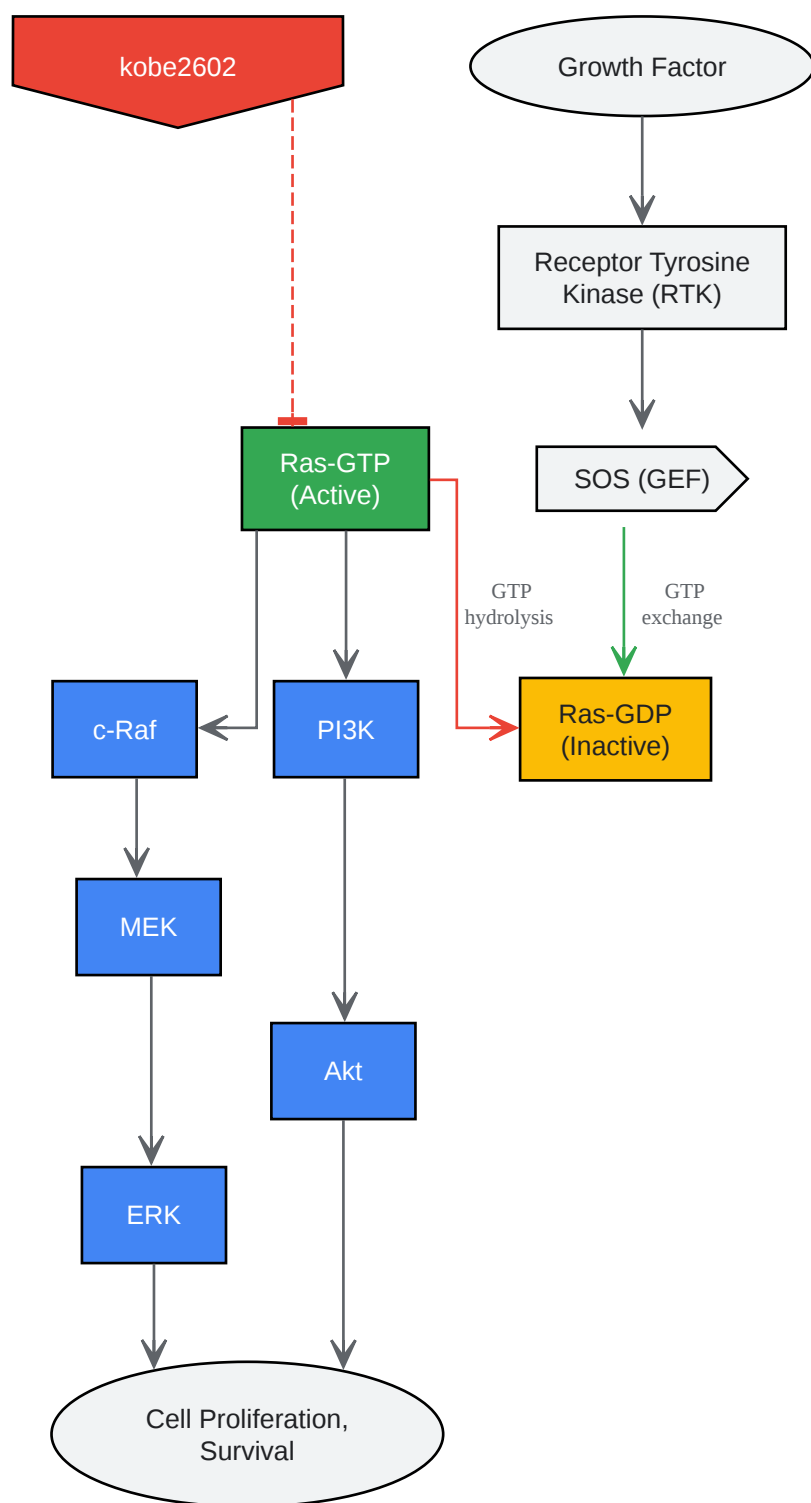 kobe2602
Growth Factor
Receptor Tyrosine
Kinase (RTK)
Ras-GTP
(Active)
SOS (GEF)
GTP
hydrolysis
GTP
exchange
c-Raf
PI3K
Ras-GDP
(Inactive)
MEK
Akt
ERK
Cell Proliferation,
Survival